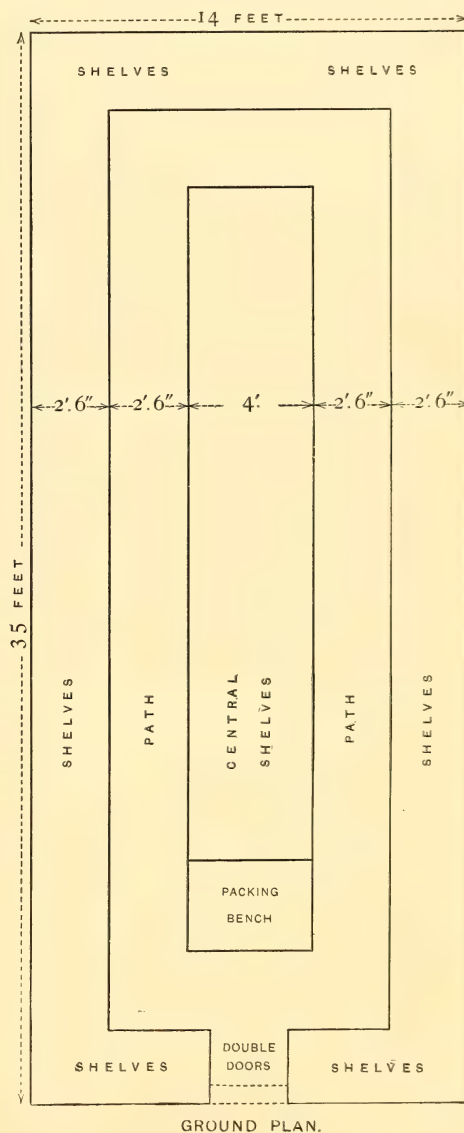 14 FEET
SHELVES SHELVES
2'.6" 2'.6" 4'. 2'.6" 2'.6"
35 FEET
SHELVES
PATH
CENTRAL
SHELVES
PATH
SHELVES
PACKING
BENCH
DOUBLE
DOORS
SHELVES
SHELVES
GROUND PLAN.